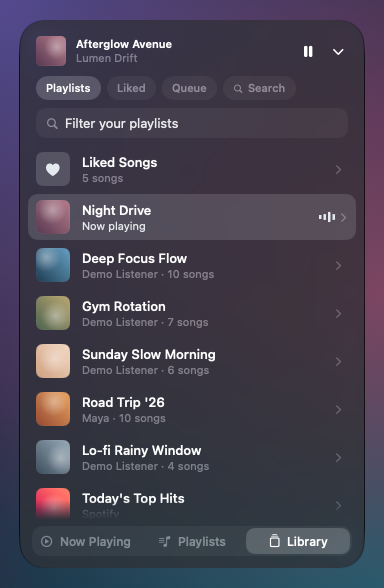 Afterglow Avenue
Lumen Drift
Playlists
Liked
Queue
Search
Filter your playlists
Liked Songs
5 songs
Night Drive
Now playing
Deep Focus Flow
Demo Listener · 10 songs
Gym Rotation
Demo Listener · 7 songs
Sunday Slow Morning
Demo Listener · 6 songs
Road Trip '26
Maya · 10 songs
Lo-fi Rainy Window
Demo Listener · 4 songs
Today's Top Hits
Spotify
Now Playing
Playlists
Library